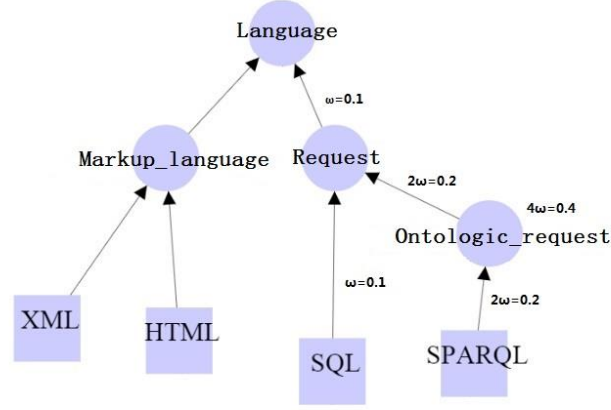 Language
ω=0.1
Markup_language
Request
2ω=0.2
4ω=0.4
Ontologic_request
ω=0.1
2ω=0.2
XML
HTML
SQL
SPARQL